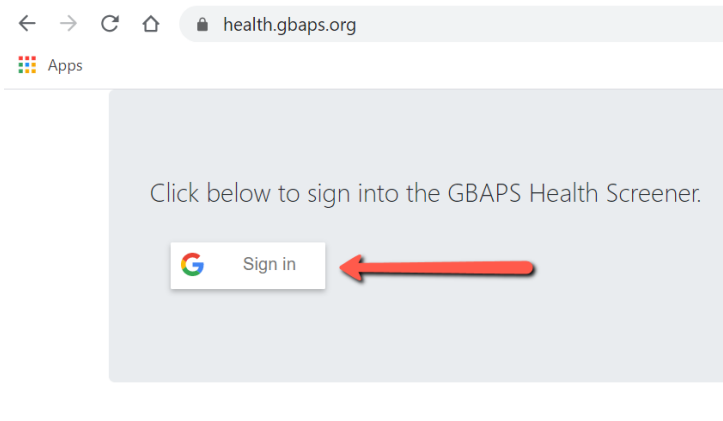 health.gbaps.org
Apps
Click below to sign into the GBAPS Health Screener.
Sign in